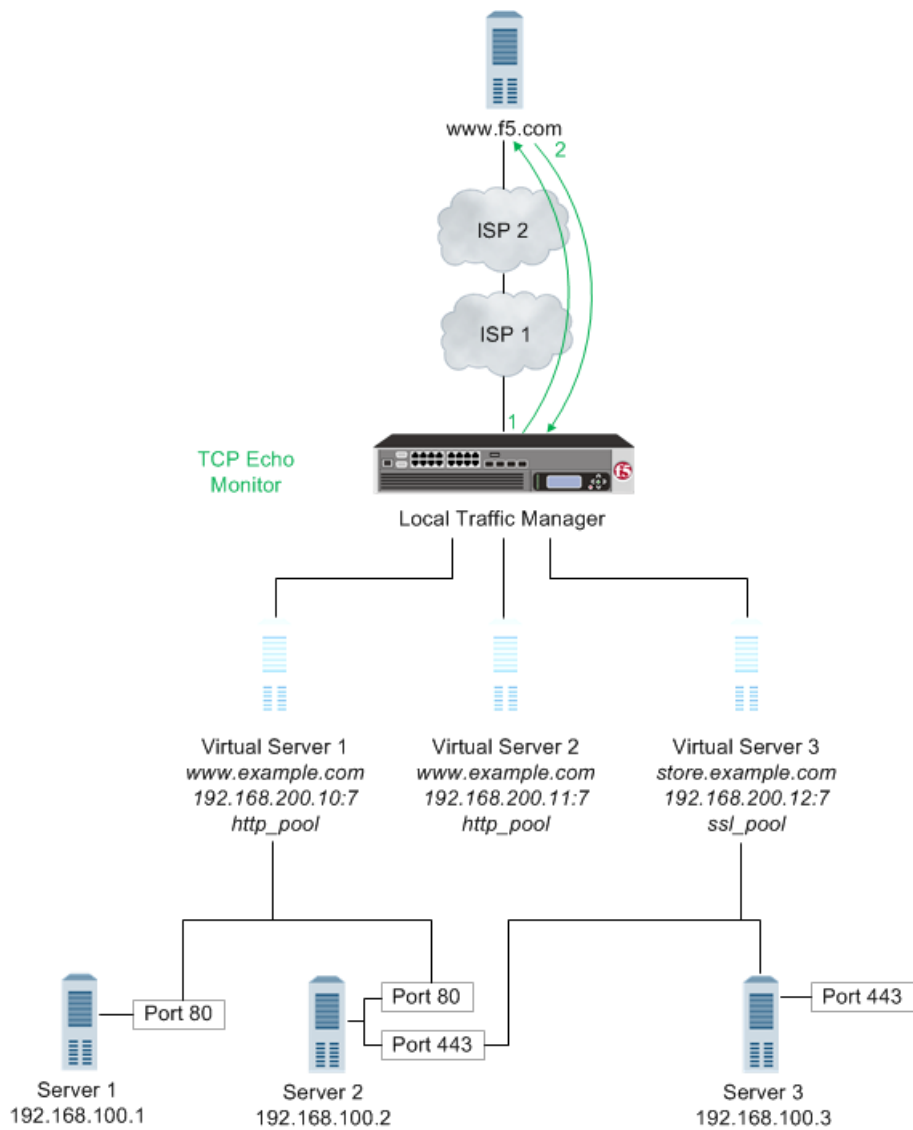 www.f5.com
2
ISP 2
ISP 1
1
TCP Echo
Monitor
f5
Local Traffic Manager
Virtual Server 1
www.example.com
192.168.200.10:7
http_pool
Virtual Server 2
www.example.com
192.168.200.11:7
http_pool
Virtual Server 3
store.example.com
192.168.200.12:7
ssl_pool
Port 80
Port 80
Port 443
Port 443
Server 1
192.168.100.1
Server 2
192.168.100.2
Server 3
192.168.100.3